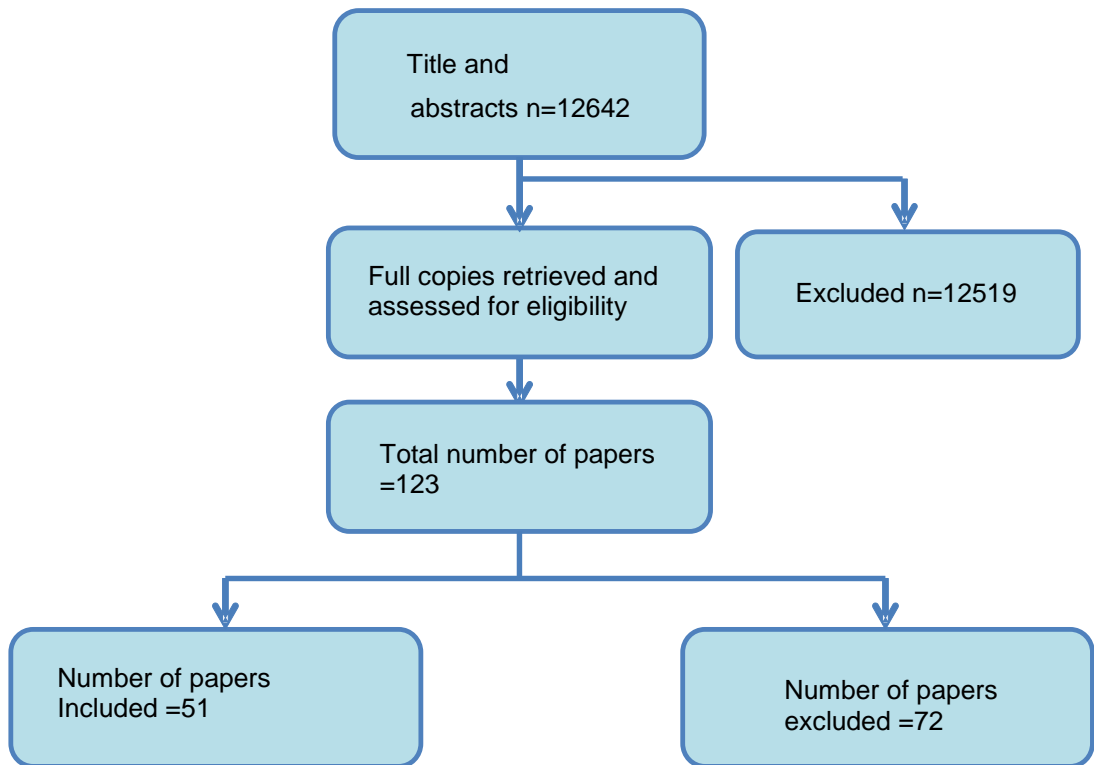 Title and
abstracts n=12642
Full copies retrieved and
assessed for eligibility
Excluded n=12519
Total number of papers
=123
Number of papers
Included =51
Number of papers
excluded =72